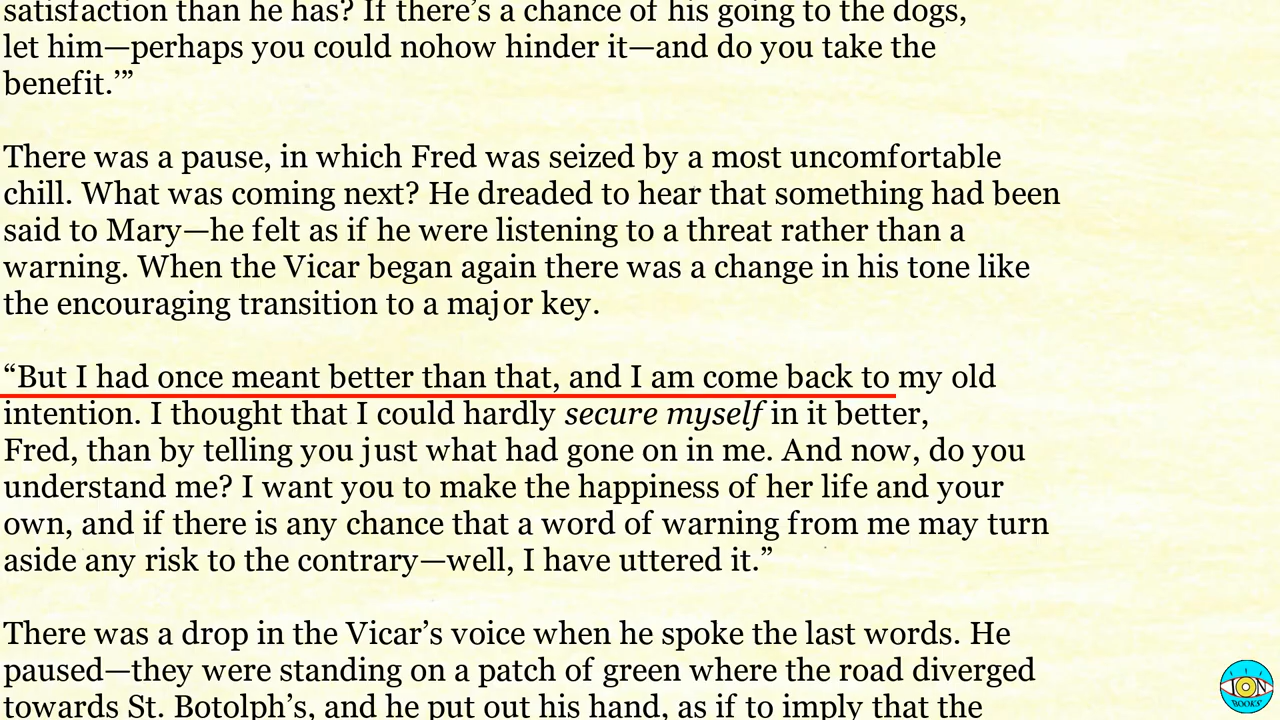 satisfaction than he has? If there’s a chance of his going to the dogs,
let him—perhaps you could nohow hinder it—and do you take the
benefit.’”
There was a pause, in which Fred was seized by a most uncomfortable
chill. What was coming next? He dreaded to hear that something had been
said to Mary—he felt as if he were listening to a threat rather than a
warning. When the Vicar began again there was a change in his tone like
the encouraging transition to a major key.
“But I had once meant better than that, and I am come back to my old
intention. I thought that I could hardly secure myself in it better,
Fred, than by telling you just what had gone on in me. And now, do you
understand me? I want you to make the happiness of her life and your
own, and if there is any chance that a word of warning from me may turn
aside any risk to the contrary—well, I have uttered it.”
There was a drop in the Vicar’s voice when he spoke the last words. He
paused—they were standing on a patch of green where the road diverged
towards St. Botolph’s, and he put out his hand, as if to imply that the
ION
BOOKS